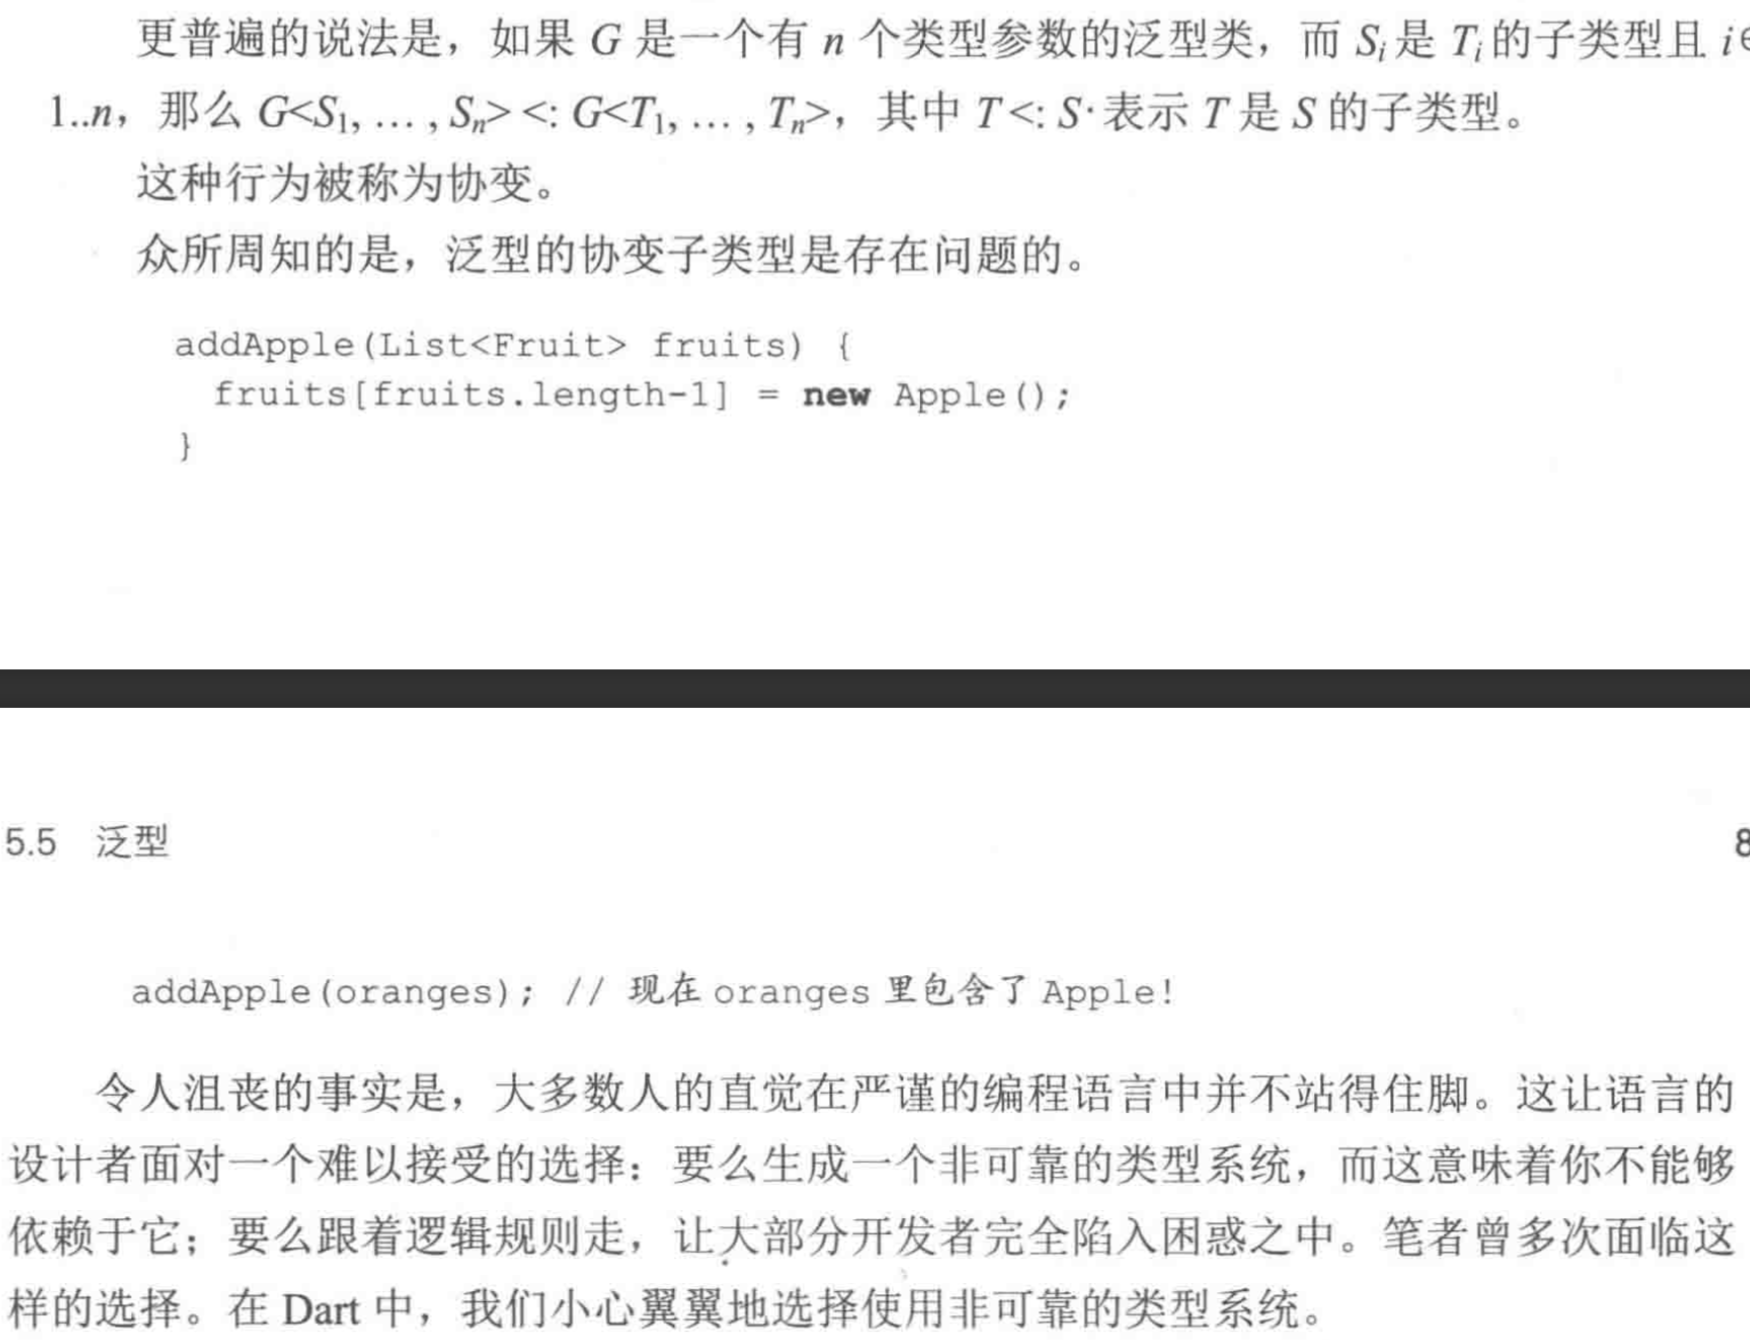 更普遍的说法是，如果 G 是一个有 n 个类型参数的泛型类，而 Si 是 Ti 的子类型且 i∈
1..n，那么 G<S1, … , Sn> <: G<T1, … , Tn>，其中 T <: S·表示 T 是 S 的子类型。
这种行为被称为协变。
众所周知的是，泛型的协变子类型是存在问题的。
addApple(List<Fruit> fruits) {
fruits[fruits.length-1] = new Apple();
}
5.5 泛型
8
addApple(oranges); // 现在 oranges 里包含了 Apple!
令人沮丧的事实是，大多数人的直觉在严谨的编程语言中并不站得住脚。这让语言的
设计者面对一个难以接受的选择：要么生成一个非可靠的类型系统，而这意味着你不能够
依赖于它；要么跟着逻辑规则走，让大部分开发者完全陷入困惑之中。笔者曾多次面临这
样的选择。在 Dart 中，我们小心翼翼地选择使用非可靠的类型系统。